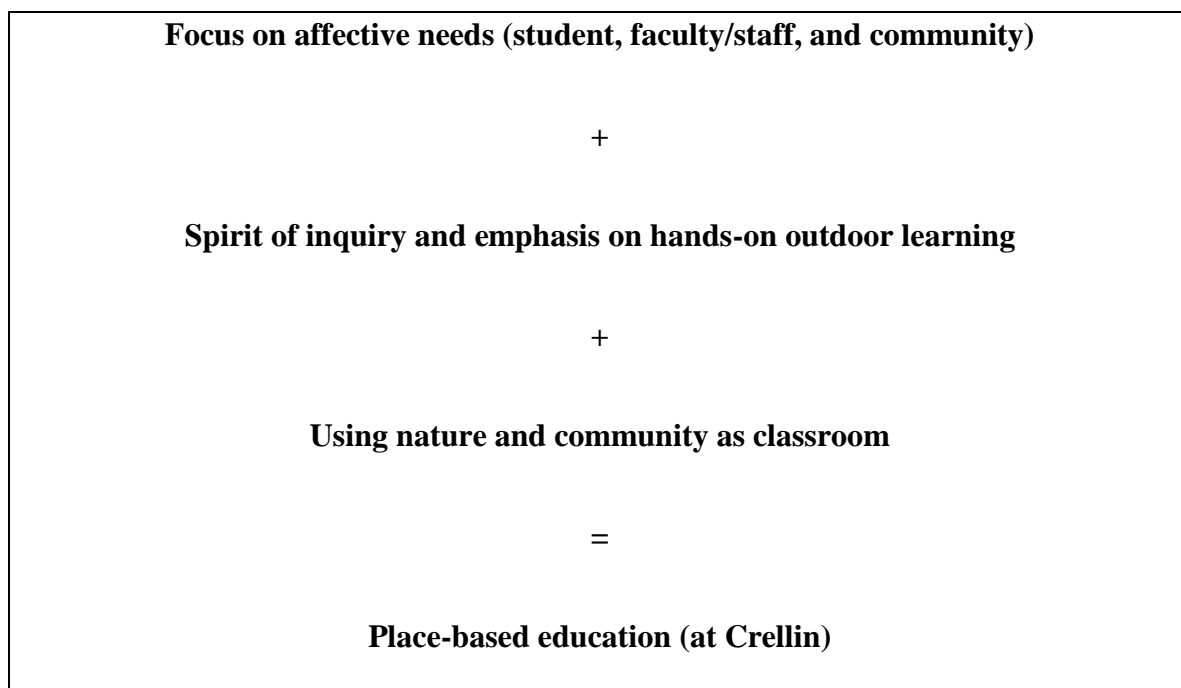 Focus on affective needs (student, faculty/staff, and community)
+
Spirit of inquiry and emphasis on hands-on outdoor learning
+
Using nature and community as classroom
=
Place-based education (at Crellin)